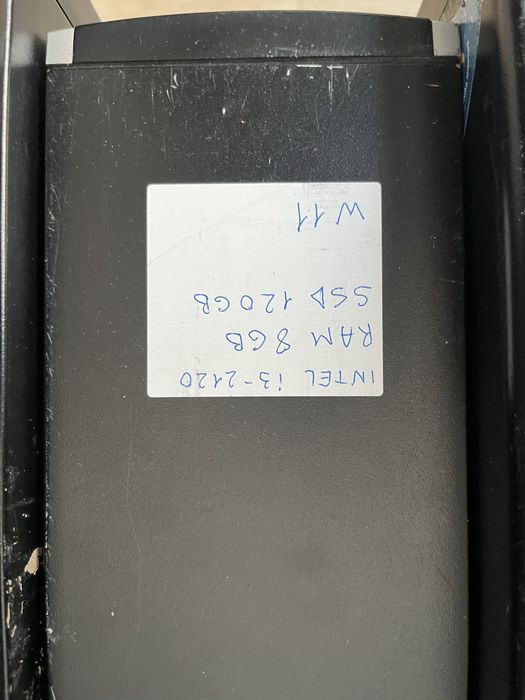 INTEL i3-2120
RAM 8GB
SSD 120GB
W11